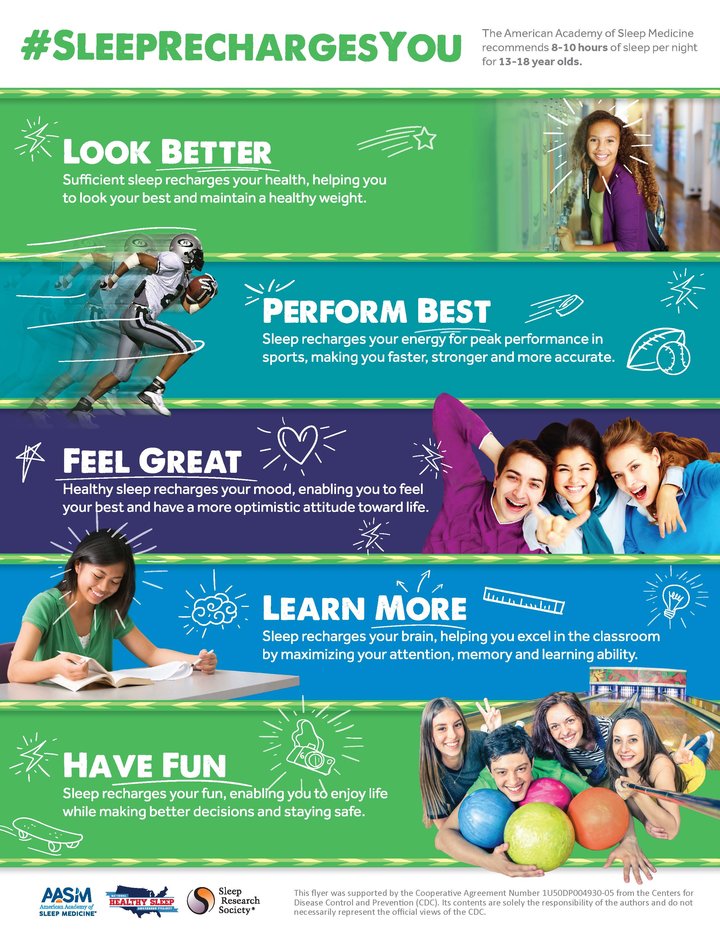 #SLEEPRECHARGESYOU
The American Academy of Sleep Medicine
recommends 8-10 hours of sleep per night
for 13-18 year olds.
LOOK BETTER
Sufficient sleep recharges your health, helping you
to look your best and maintain a healthy weight.
PERFORM BEST
Sleep recharges your energy for peak performance in
sports, making you faster, stronger and more accurate.
FEEL GREAT
Healthy sleep recharges your mood, enabling you to feel
your best and have a more optimistic attitude toward life.
LEARN MORE
Sleep recharges your brain, helping you excel in the classroom
by maximizing your attention, memory and learning ability.
HAVE FUN
Sleep recharges your fun, enabling you to enjoy life
while making better decisions and staying safe.
AASM
American Academy of
SLEEP MEDICINE
NATIONAL
HEALTHY SLEEP
AWARENESS PROJECT
Sleep
Research
Society®
This flyer was supported by the Cooperative Agreement Number 1U50DP004930-05 from the Centers for
Disease Control and Prevention (CDC). Its contents are solely the responsibility of the authors and do not
necessarily represent the official views of the CDC.